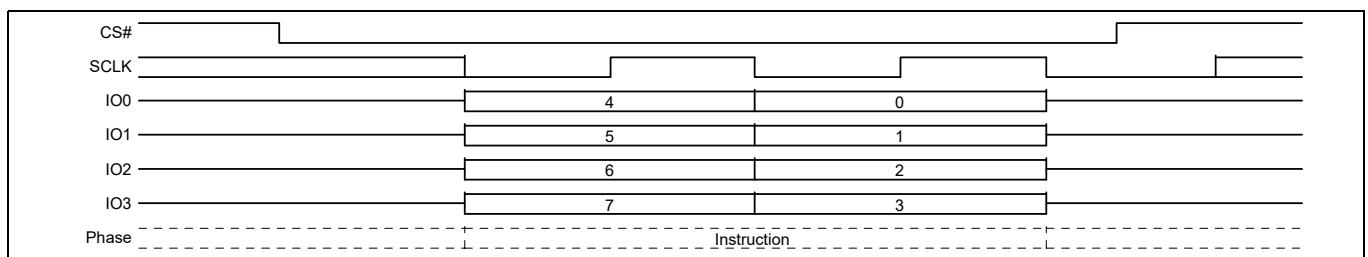 CS#
SCLK
IO0 4 0
IO1 5 1
IO2 6 2
IO3 7 3
Phase Instruction